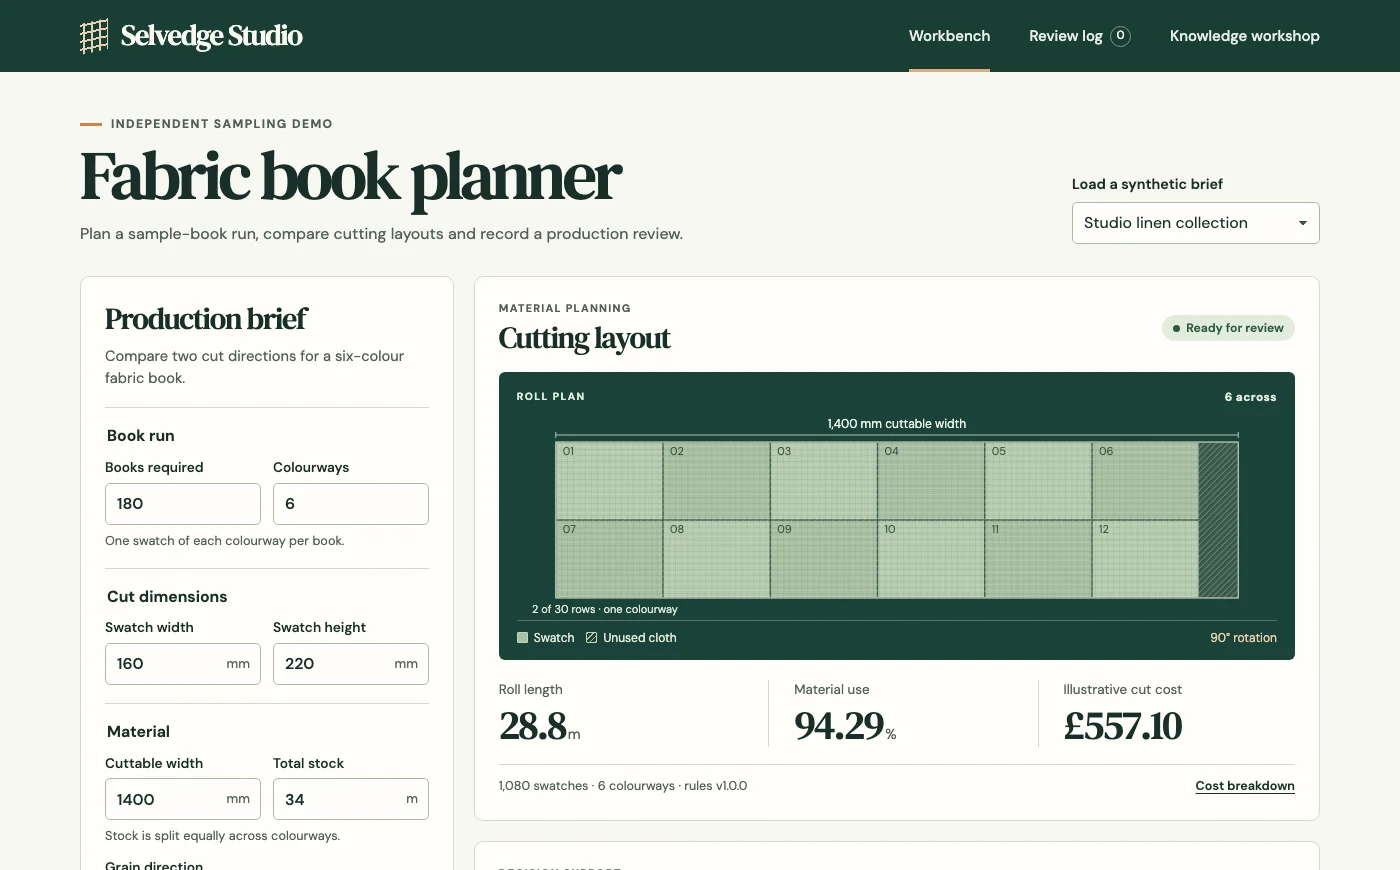 Selvedge Studio
Workbench
Review log 0
Knowledge workshop
INDEPENDENT SAMPLING DEMO
Fabric book planner
Plan a sample-book run, compare cutting layouts and record a production review.
Load a synthetic brief
Studio linen collection
Production brief
Compare two cut directions for a six-colour
fabric book.
Book run
Books required
Colourways
180
6
One swatch of each colourway per book.
Cut dimensions
Swatch width
Swatch height
160 mm
220 mm
Material
Cuttable width
Total stock
1400 mm
34 m
Stock is split equally across colourways.
Grain direction
MATERIAL PLANNING
Cutting layout
Ready for review
ROLL PLAN
6 across
1,400 mm cuttable width
01 02 03 04 05 06
07 08 09 10 11 12
2 of 30 rows · one colourway
Swatch
Unused cloth
90° rotation
Roll length
Material use
Illustrative cut cost
28.8m
94.29%
£557.10
1,080 swatches · 6 colourways · rules v1.0.0
Cost breakdown
DECISION SUPPORT